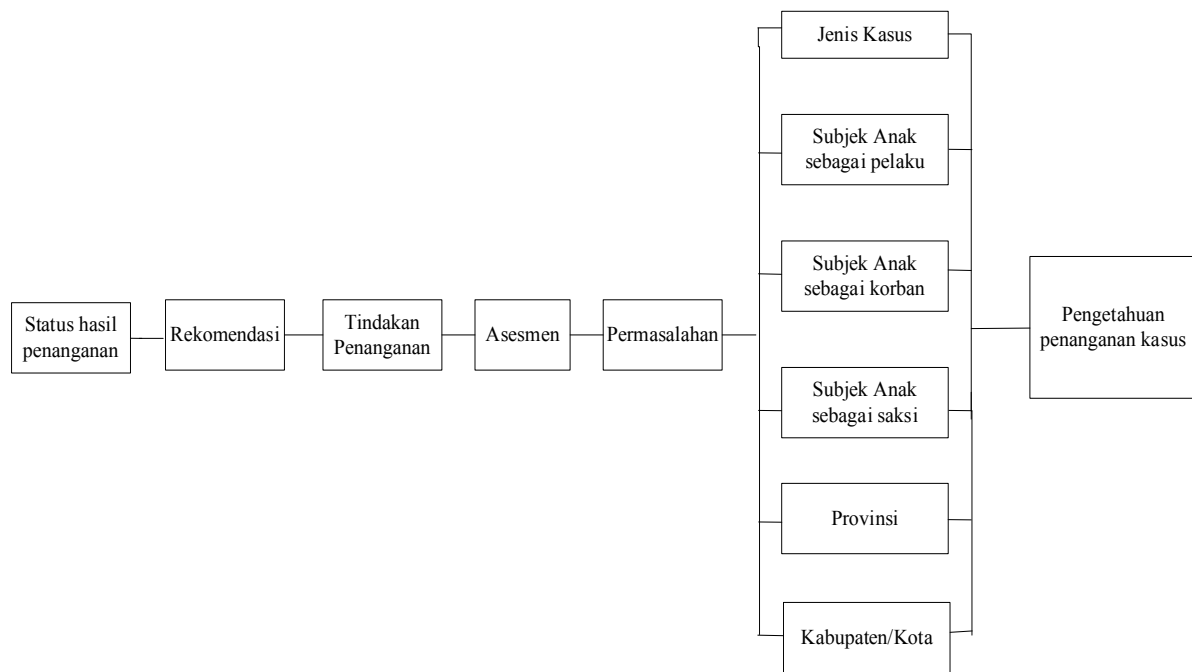 Status hasil
penanganan
Rekomendasi
Tindakan
Penanganan
Asesmen
Permasalahan
Jenis Kasus
Subjek Anak
sebagai pelaku
Subjek Anak
sebagai korban
Subjek Anak
sebagai saksi
Provinsi
Kabupaten/Kota
Pengetahuan
penanganan kasus